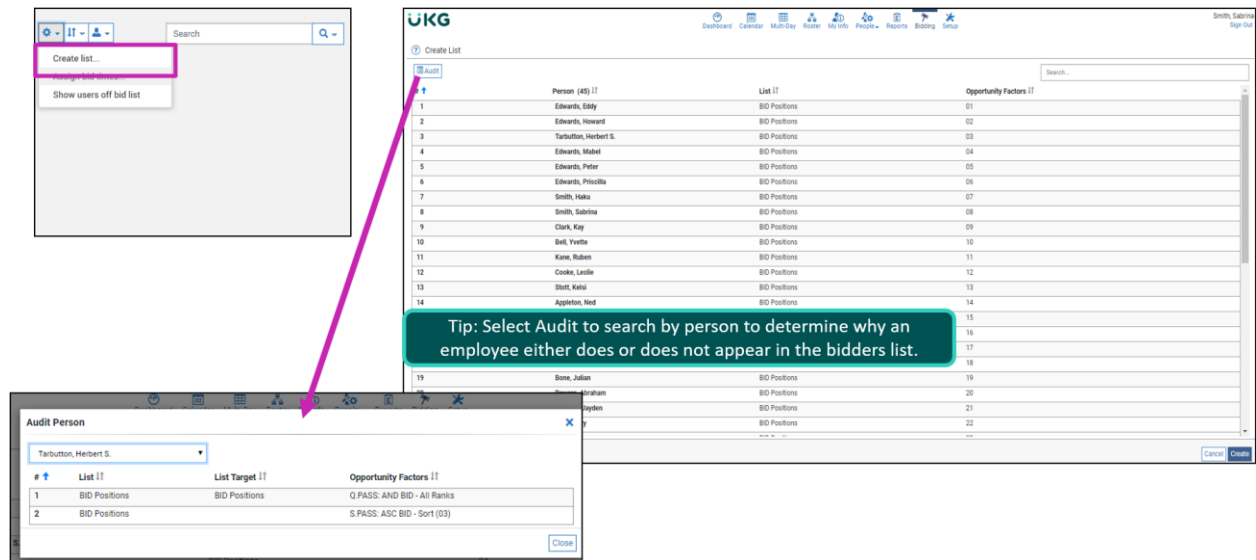 Search
Create list...
Assign bid times...
Show users off bid list
UKG
Dashboard Calendar Multi-Day Roster My Info People Reports Bidding Setup
Smith, Sabrina
Sign Out
Create List
Audit
Search...
# Person (45) List Opportunity Factors
1 Edwards, Eddy BID Positions 01
2 Edwards, Howard BID Positions 02
3 Tarbutton, Herbert S. BID Positions 03
4 Edwards, Mabel BID Positions 04
5 Edwards, Peter BID Positions 05
6 Edwards, Priscilla BID Positions 06
7 Smith, Haku BID Positions 07
8 Smith, Sabrina BID Positions 08
9 Clark, Kay BID Positions 09
10 Bell, Yvette BID Positions 10
11 Kane, Ruben BID Positions 11
12 Cooke, Leslie BID Positions 12
13 Stott, Kelsi BID Positions 13
14 Appleton, Ned BID Positions 14
15
16
17
18
Tip: Select Audit to search by person to determine why an
employee either does or does not appear in the bidders list.
19 Bone, Julian BID Positions 19
Abraham BID Positions 20
Jayden BID Positions 21
BID Positions 22
Cancel Create
Audit Person
Tarbutton, Herbert S.
# List List Target Opportunity Factors
1 BID Positions BID Positions Q.PASS: AND BID - All Ranks
2 BID Positions S.PASS: ASC BID - Sort (03)
Close